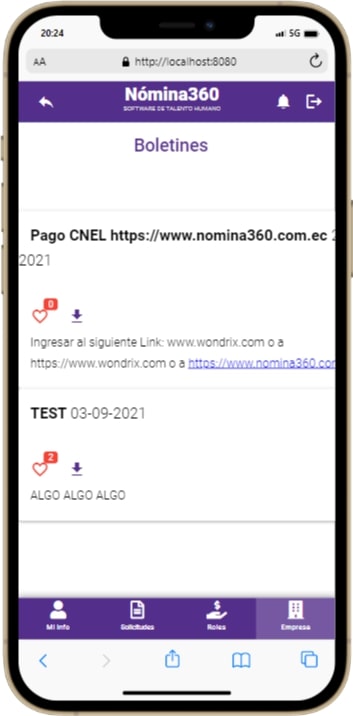 20:24
5G
AA
http://localhost:8080
Nómina360
SOFTWARE DE TALENTO HUMANO
Boletines
Pago CNEL https://www.nomina360.com.ec
2021
0
Ingresar al siguiente Link: www.wondrix.com o a
https://www.wondrix.com o a https://www.nomina360.com
TEST 03-09-2021
2
ALGO ALGO ALGO
Mi Info
Solicitudes
Roles
Empresa